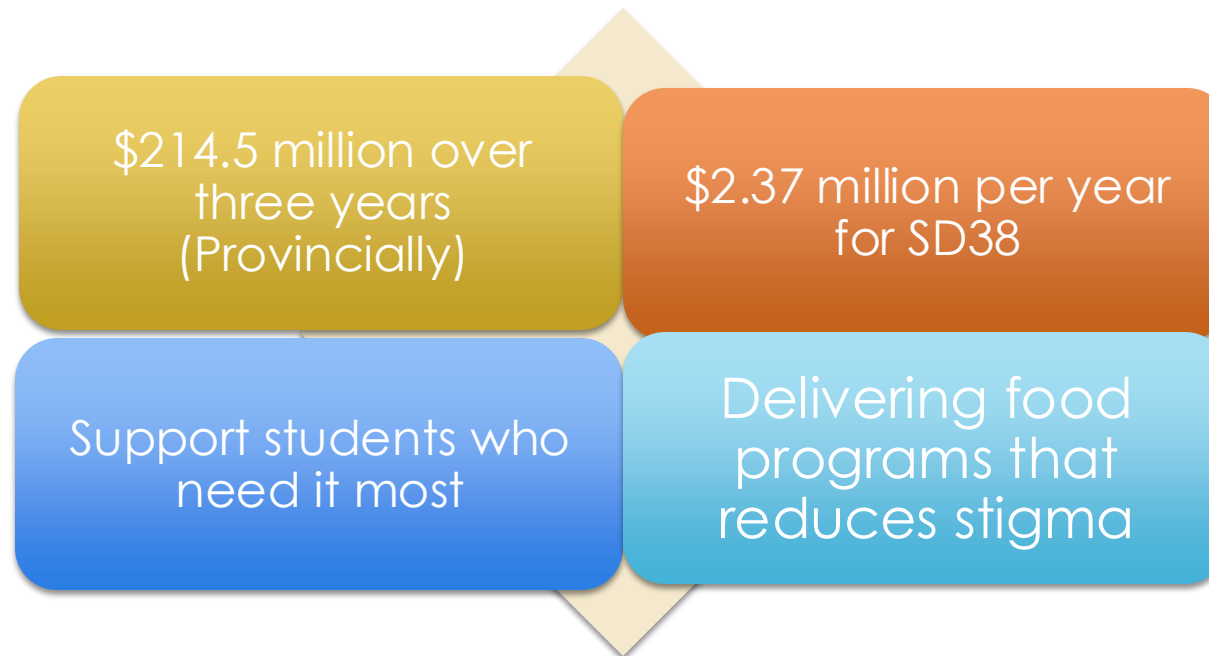 $214.5 million over
three years
(Provincially)
$2.37 million per year
for SD38
Support students who
need it most
Delivering food
programs that
reduces stigma